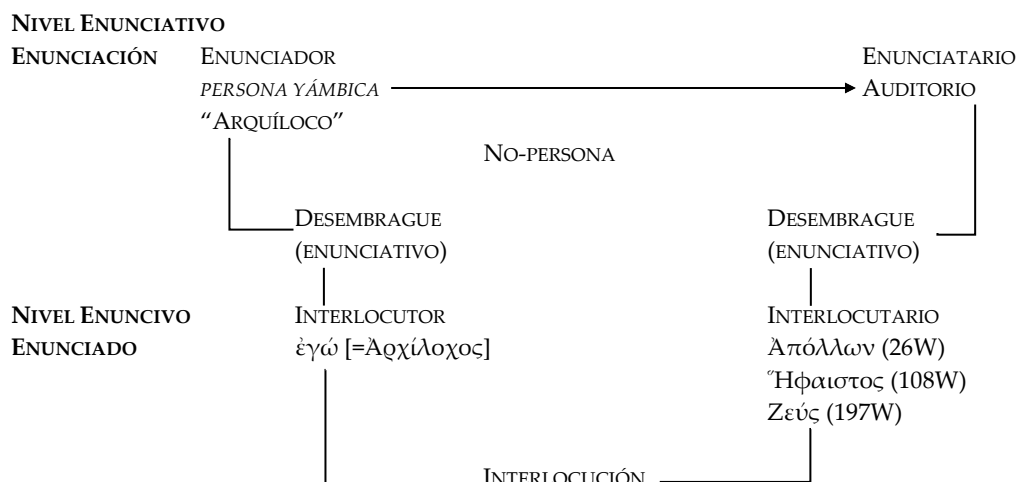 NIVEL ENUNCIATIVO
ENUNCIACIÓN ENUNCIADOR ENUNCIATARIO
PERSONA YÁMBICA AUDITORIO
“ARQUÍLOCO”
NO-PERSONA
DESEMBRAGUE DESEMBRAGUE
(ENUNCIATIVO) (ENUNCIATIVO)
NIVEL ENUNCIVO INTERLOCUTOR INTERLOCUTARIO
ENUNCIADO ἐγώ [=Ἀρχίλοχος] Ἀπόλλων (26W)
Ἥφαιστος (108W)
Ζεύς (197W)
INTERLOCUCIÓN